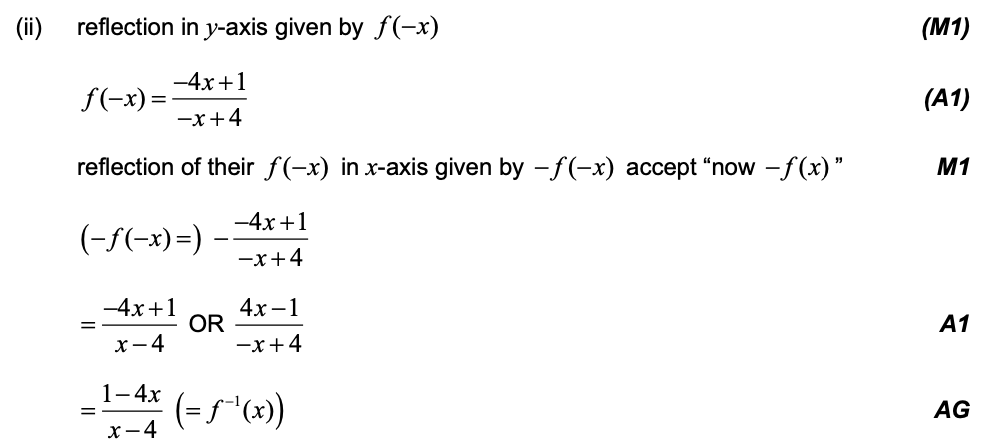 (ii) reflection in y-axis given by f(−x) (M1)
f(−x) = (−4x+1)/(−x+4) (A1)
reflection of their f(−x) in x-axis given by −f(−x) accept “now −f(x)” M1
(−f(−x)=) − (−4x+1)/(−x+4)
= (−4x+1)/(x−4) OR (4x−1)/(−x+4) A1
= (1−4x)/(x−4) (= f⁻¹(x)) AG